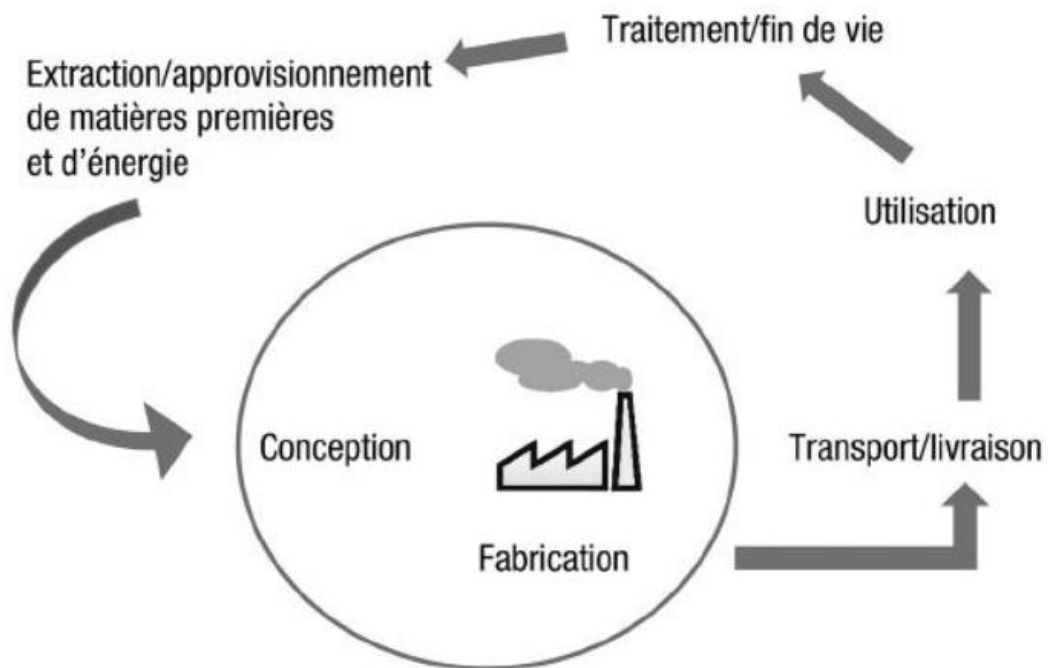 Traitement/fin de vie
Extraction/approvisionnement
de matières premières
et d'énergie
Utilisation
Conception
Transport/livraison
Fabrication